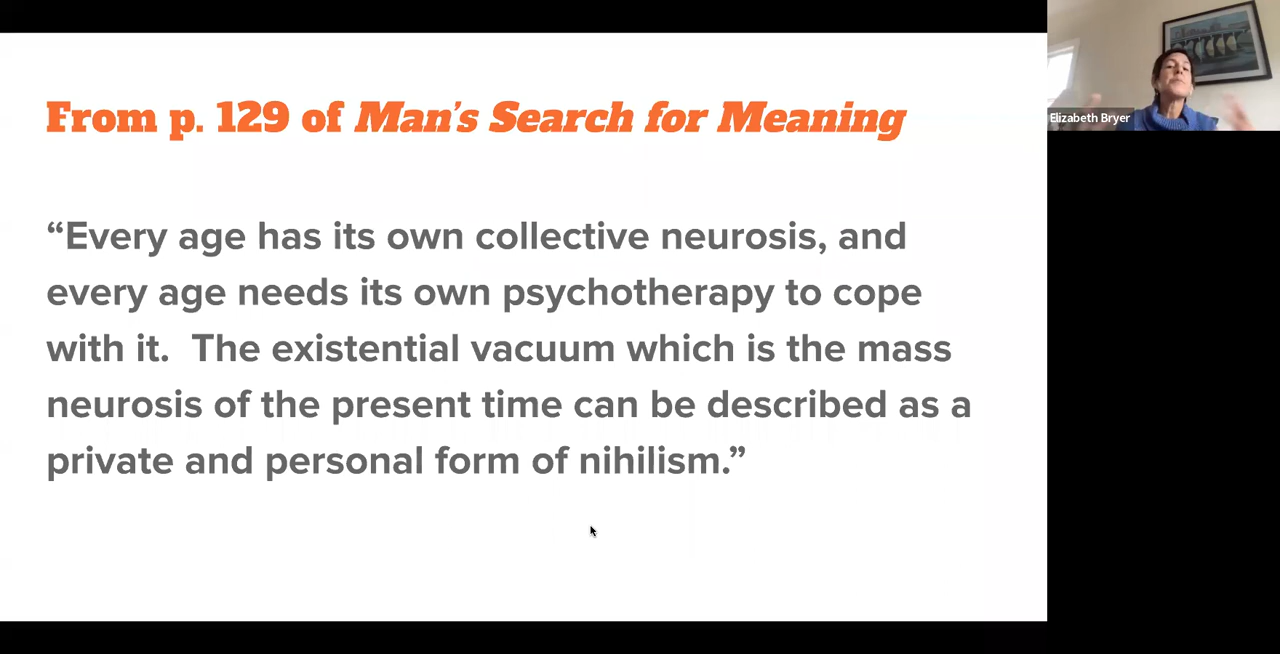 From p. 129 of Man’s Search for Meaning
“Every age has its own collective neurosis, and
every age needs its own psychotherapy to cope
with it.  The existential vacuum which is the mass
neurosis of the present time can be described as a
private and personal form of nihilism.”
Elizabeth Bryer